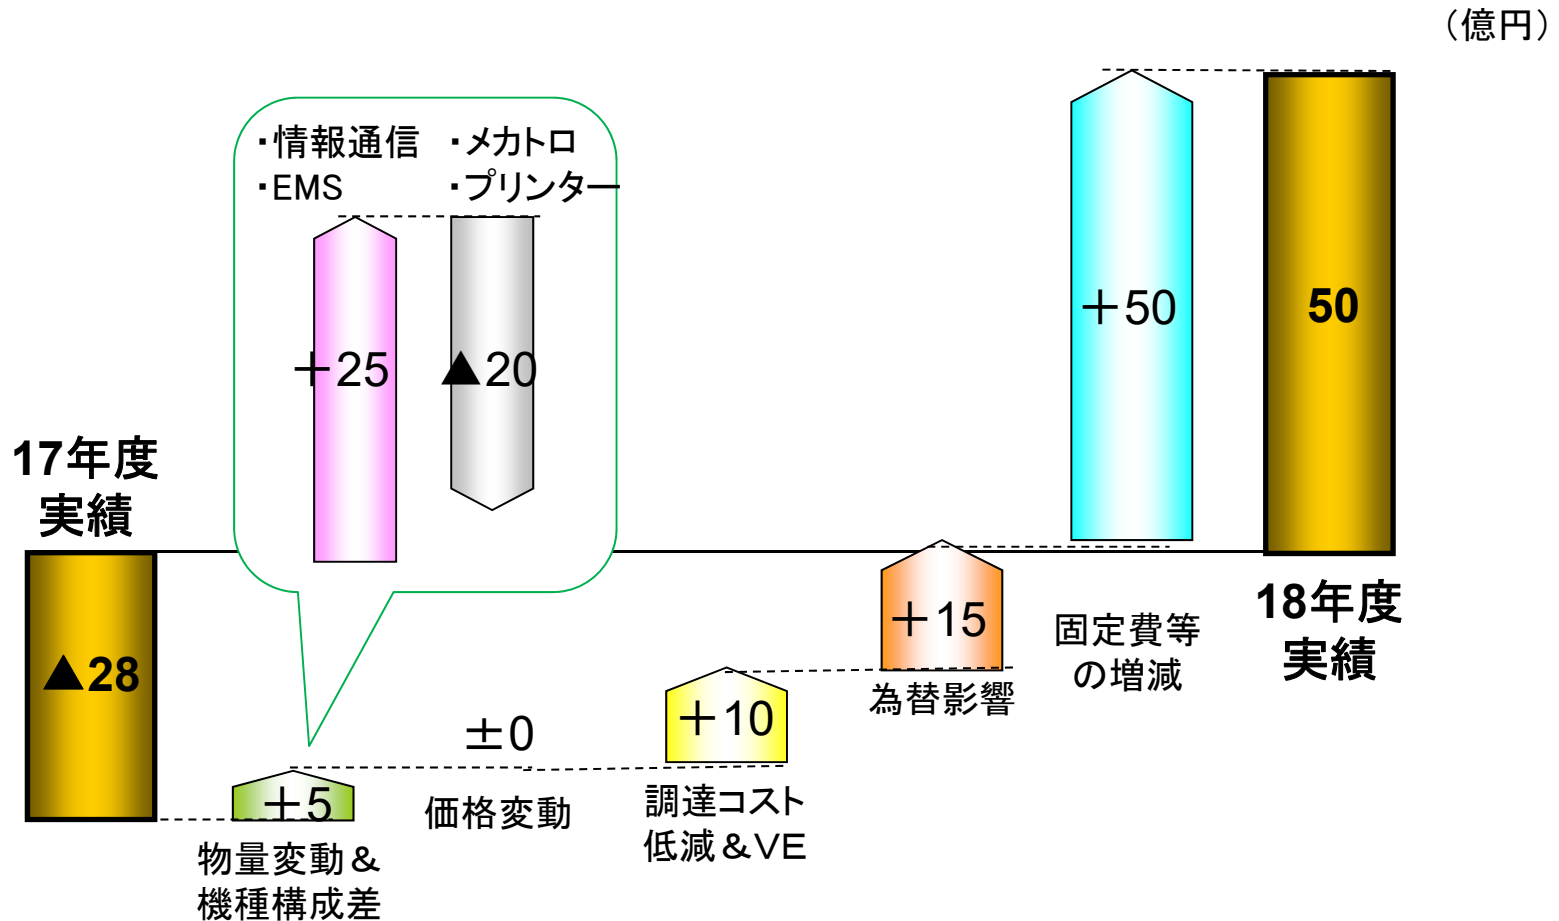 （億円）
・情報通信
・EMS
・メカトロ
・プリンター
＋25
▲20
17年度
実績
▲28
＋5
物量変動＆
機種構成差
±0
価格変動
＋10
調達コスト
低減＆VE
＋15
為替影響
＋50
固定費等
の増減
50
18年度
実績